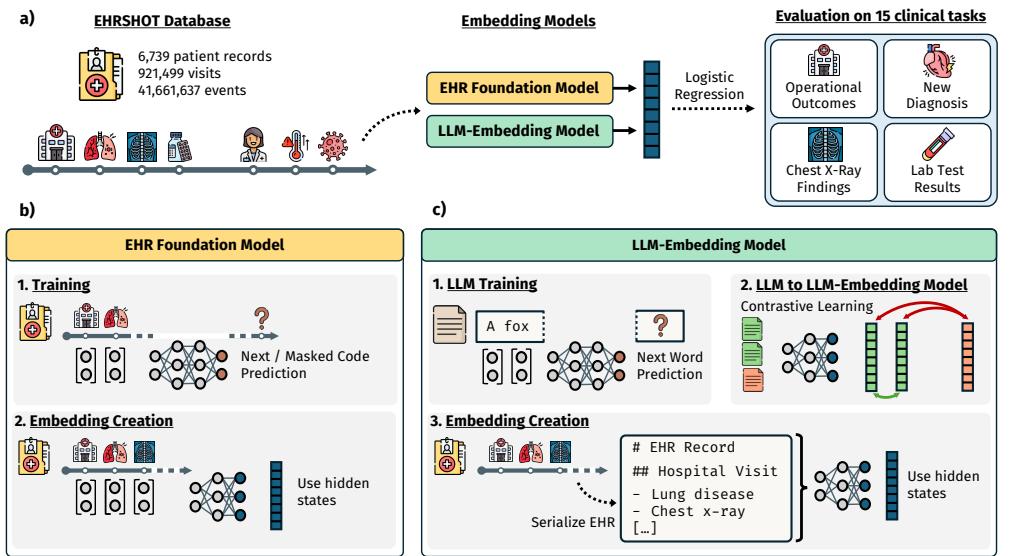 a)
EHRSHOT Database
6,739 patient records
921,499 visits
41,661,637 events
Embedding Models
EHR Foundation Model
LLM-Embedding Model
Logistic
Regression
Evaluation on 15 clinical tasks
Operational
Outcomes
New
Diagnosis
Chest X-Ray
Findings
Lab Test
Results
b)
EHR Foundation Model
1. Training
?
Next / Masked Code
Prediction
2. Embedding Creation
Use hidden
states
c)
LLM-Embedding Model
1. LLM Training
A fox
?
Next Word
Prediction
2. LLM to LLM-Embedding Model
Contrastive Learning
3. Embedding Creation
Serialize EHR
# EHR Record
## Hospital Visit
- Lung disease
- Chest x-ray
[…]
Use hidden
states